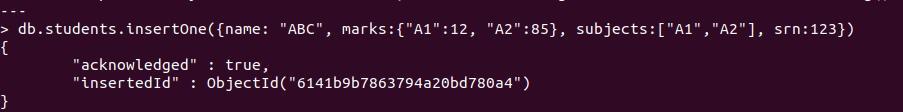 ---
> db.students.insertOne({name: "ABC", marks:{"A1":12, "A2":85}, subjects:["A1","A2"], srn:123})
{
        "acknowledged" : true,
        "insertedId" : ObjectId("6141b9b7863794a20bd780a4")
}